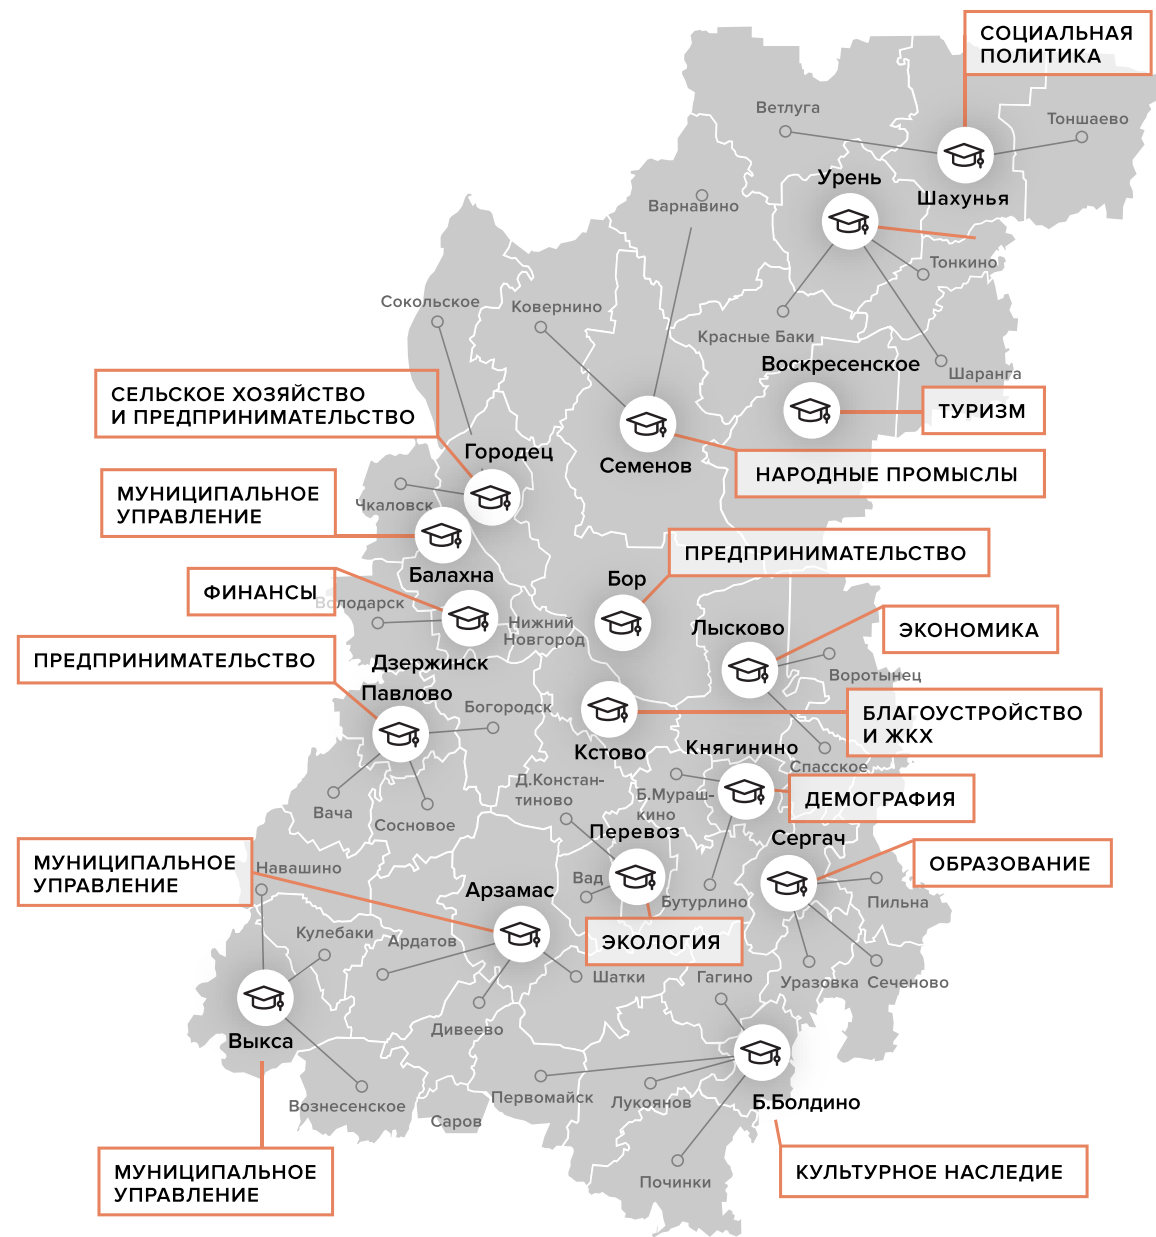 СОЦИАЛЬНАЯ
ПОЛИТИКА
Ветлуга
Тоншаево
Урень
Шахунья
Варнавино
Тонкино
Сокольское
Ковернино
Красные Баки
Воскресенское
Шаранга
СЕЛЬСКОЕ ХОЗЯЙСТВО
И ПРЕДПРИНИМАТЕЛЬСТВО
ТУРИЗМ
Городец
Семенов
НАРОДНЫЕ ПРОМЫСЛЫ
МУНИЦИПАЛЬНОЕ
УПРАВЛЕНИЕ
Чкаловск
ПРЕДПРИНИМАТЕЛЬСТВО
Балахна
Бор
ФИНАНСЫ
Володарск
Нижний
Новгород
Лысково
ЭКОНОМИКА
ПРЕДПРИНИМАТЕЛЬСТВО
Дзержинск
Воротынец
Павлово
Богородск
БЛАГОУСТРОЙСТВО
И ЖКХ
Кстово
Княгинино
Спасское
Д.Констан-
тиново
Б.Мураш-
кино
ДЕМОГРАФИЯ
Вача
Сосновое
Перевоз
Сергач
МУНИЦИПАЛЬНОЕ
УПРАВЛЕНИЕ
Навашино
ОБРАЗОВАНИЕ
Арзамас
Вад
Бутурлино
Пильна
Кулебаки
Ардатов
ЭКОЛОГИЯ
Шатки
Гагино
Уразовка
Сеченово
Дивеево
Выкса
Первомайск
Лукоянов
Б.Болдино
Вознесенское
Саров
МУНИЦИПАЛЬНОЕ
УПРАВЛЕНИЕ
Починки
КУЛЬТУРНОЕ НАСЛЕДИЕ